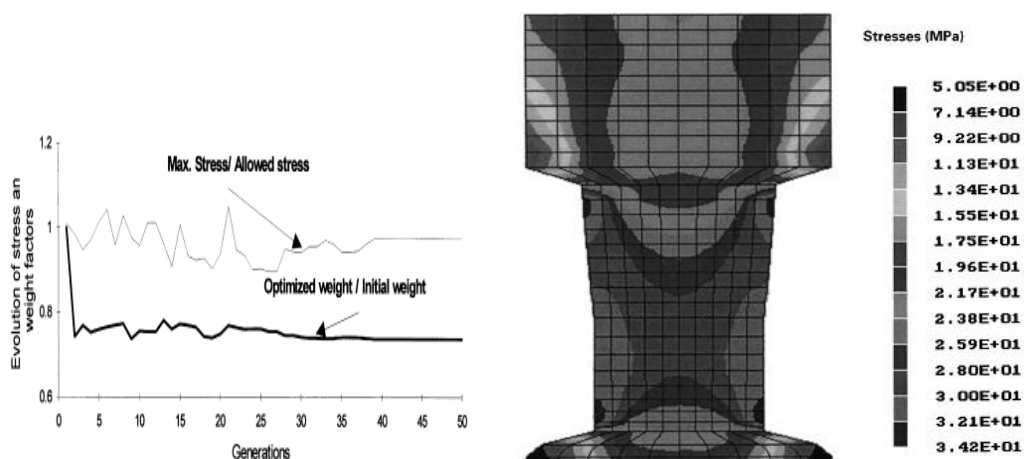 Evolution of stress an
weight factors
1.2
1
0.8
0.6
Max. Stress/ Allowed stress
Optimized weight / Initial weight
0 5 10 15 20 25 30 35 40 45 50
Generations
Stresses (MPa)
5.05E+00
7.14E+00
9.22E+00
1.13E+01
1.34E+01
1.55E+01
1.75E+01
1.96E+01
2.17E+01
2.38E+01
2.59E+01
2.80E+01
3.00E+01
3.21E+01
3.42E+01